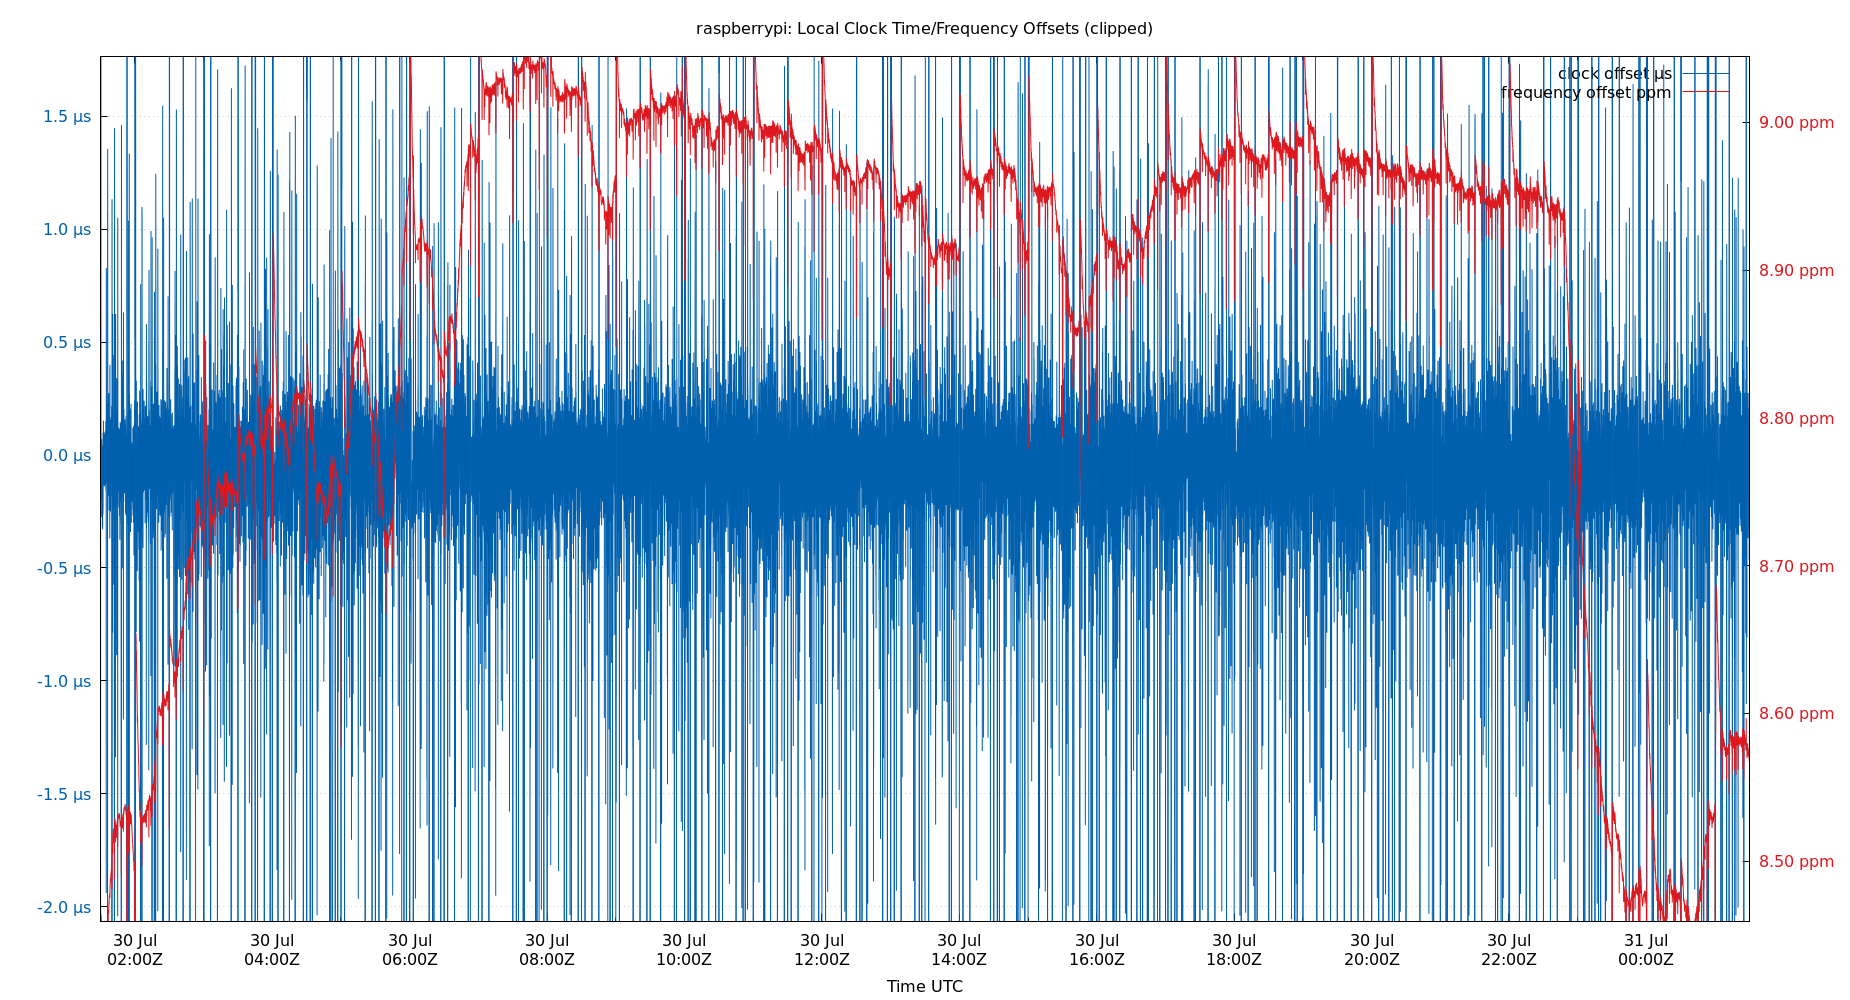 raspberrypi: Local Clock Time/Frequency Offsets (clipped)
clock offset µs
frequency offset ppm
1.5 µs
1.0 µs
0.5 µs
0.0 µs
-0.5 µs
-1.0 µs
-1.5 µs
-2.0 µs
9.00 ppm
8.90 ppm
8.80 ppm
8.70 ppm
8.60 ppm
8.50 ppm
30 Jul 30 Jul 30 Jul 30 Jul 30 Jul 30 Jul 30 Jul 30 Jul 30 Jul 30 Jul 30 Jul 31 Jul
02:00Z 04:00Z 06:00Z 08:00Z 10:00Z 12:00Z 14:00Z 16:00Z 18:00Z 20:00Z 22:00Z 00:00Z
Time UTC